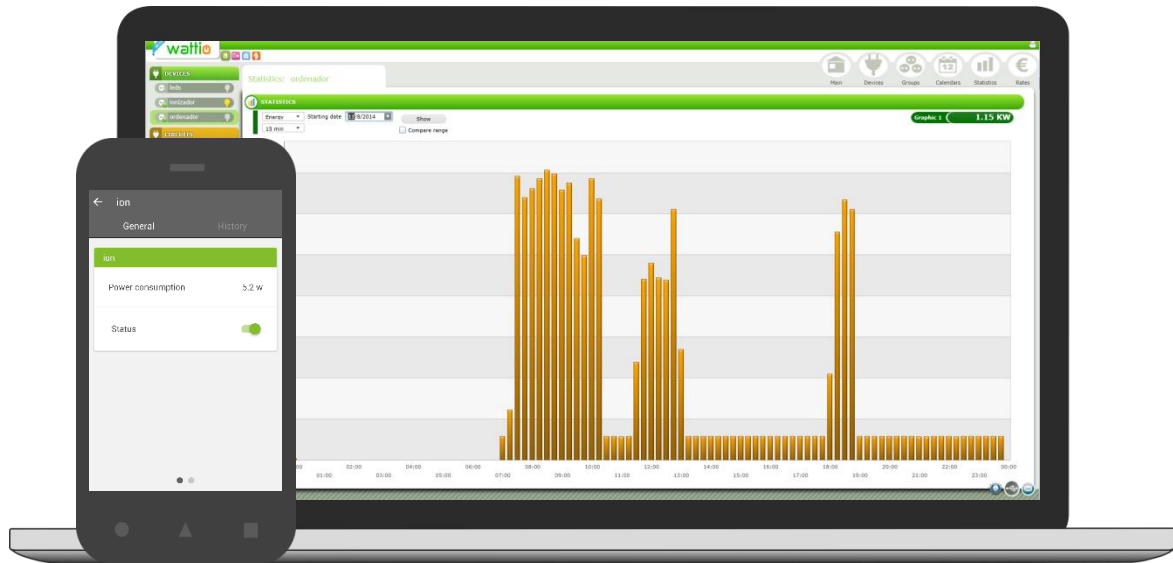 wattio
DEVICES
leds
ionizador
ordenador
CIRCUITS
Statistics: ordenador
Main
Devices
Groups
12
Calendars
Statistics
€
Rates
STATISTICS
Energy
Starting date
/8/2014
Show
15 min
Compare range
Graphic 1
1.15 KW
02:00 04:00 06:00 08:00 10:00 12:00 14:00 16:00 18:00 20:00 22:00 00:00
01:00 03:00 05:00 07:00 09:00 11:00 13:00 15:00 17:00 19:00 21:00 23:00
ion
General
History
ion
Power consumption
5.2 w
Status